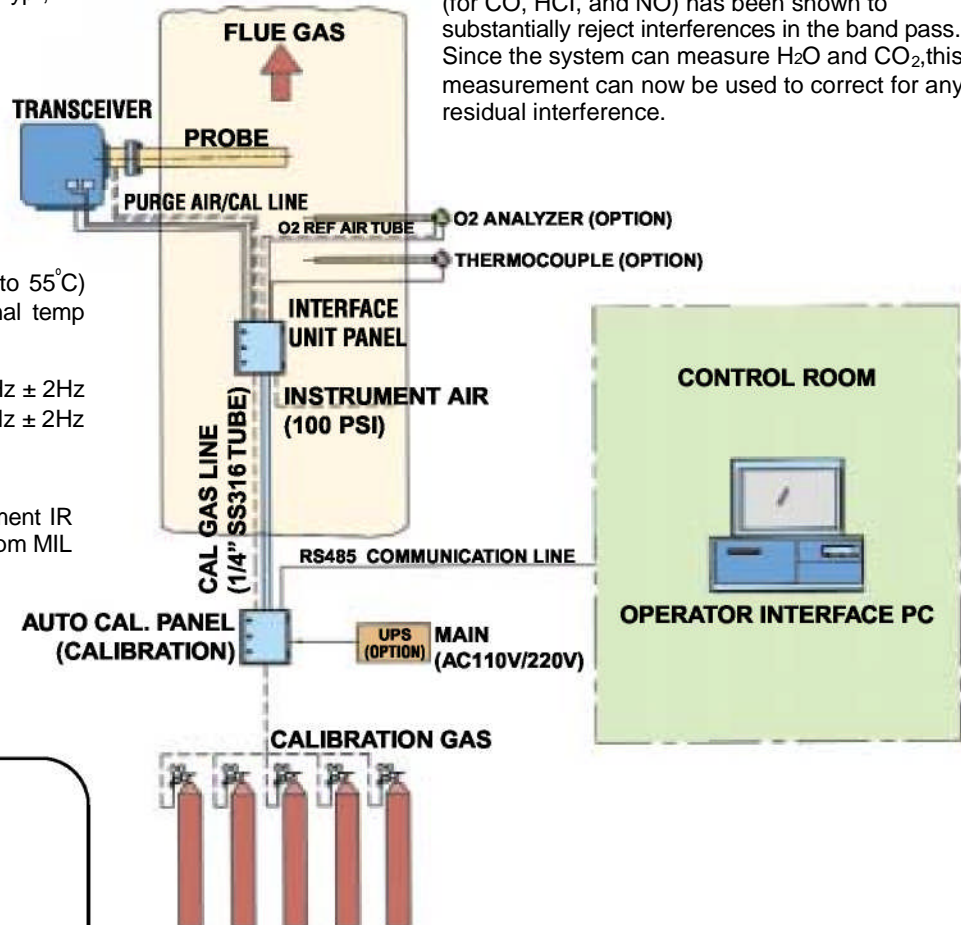 (for CO, HCl, and NO) has been shown to
substantially reject interferences in the band pass.
Since the system can measure H2O and CO2,this
measurement can now be used to correct for any
residual interference.
FLUE GAS
TRANSCEIVER
PROBE
PURGE AIR/CAL LINE
O2 REF AIR TUBE
O2 ANALYZER (OPTION)
THERMOCOUPLE (OPTION)
to 55°C)
nal temp
INTERFACE
UNIT PANEL
Hz ± 2Hz
Hz ± 2Hz
INSTRUMENT AIR
(100 PSI)
CAL GAS LINE
(1/4" SS316 TUBE)
ment IR
om MIL
CONTROL ROOM
RS485 COMMUNICATION LINE
OPERATOR INTERFACE PC
AUTO CAL. PANEL
(CALIBRATION)
UPS
(OPTION)
MAIN
(AC110V/220V)
CALIBRATION GAS